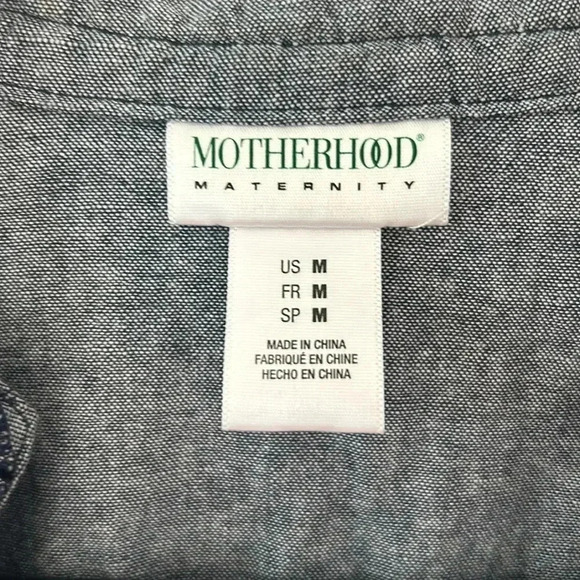 MOTHERHOOD®
MATERNITY
US M
FR M
SP M
MADE IN CHINA
FABRIQUÉ EN CHINE
HECHO EN CHINA